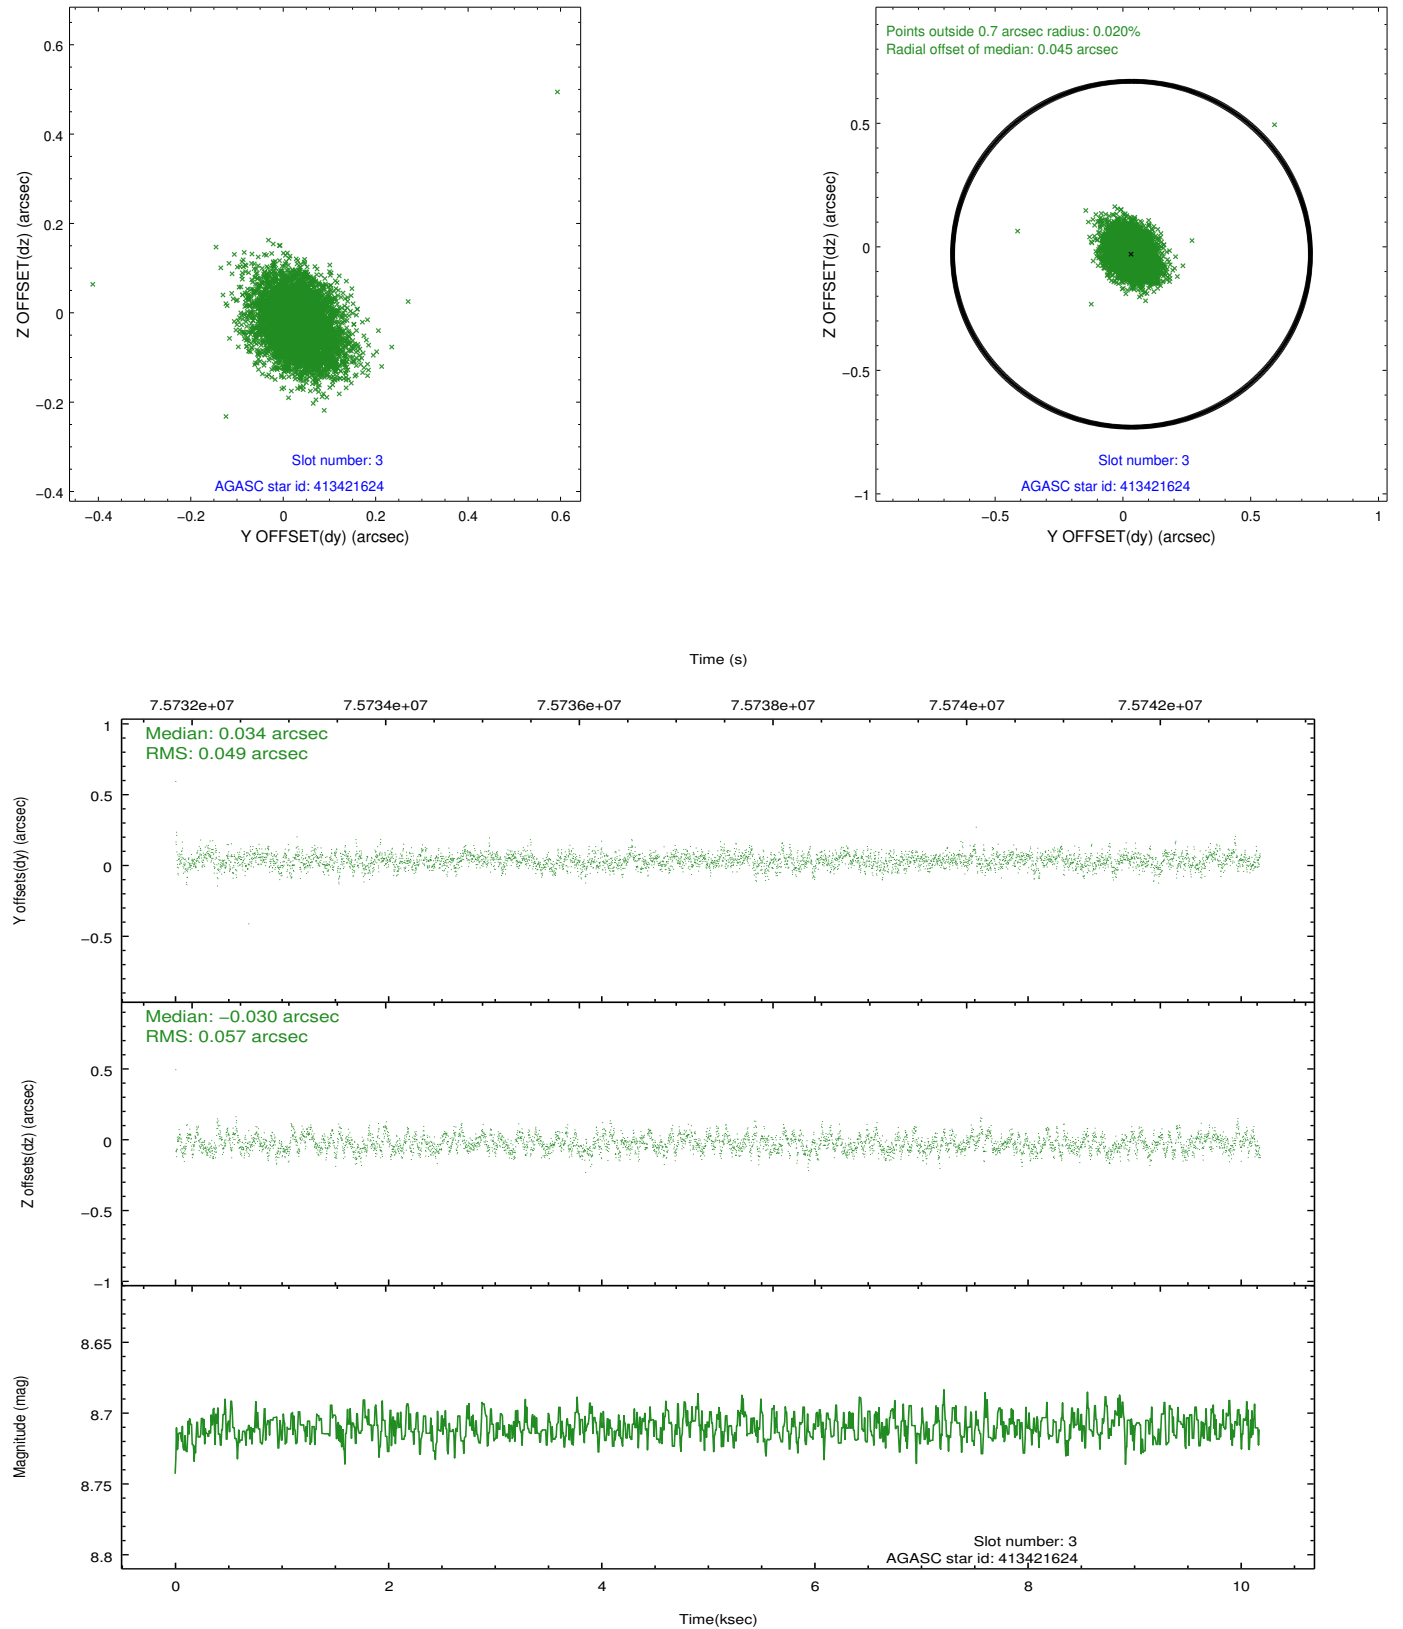 0.6
0.4
0.2
0
−0.2
−0.4
Z OFFSET(dz) (arcsec)
Slot number: 3
AGASC star id: 413421624
−0.4 −0.2 0 0.2 0.4 0.6
Y OFFSET(dy) (arcsec)
Points outside 0.7 arcsec radius: 0.020%
Radial offset of median: 0.045 arcsec
0.5
0
−0.5
−1
Z OFFSET(dz) (arcsec)
Slot number: 3
AGASC star id: 413421624
−0.5 0 0.5 1
Y OFFSET(dy) (arcsec)
Time (s)
7.5732e+07 7.5734e+07 7.5736e+07 7.5738e+07 7.574e+07 7.5742e+07
Median: 0.034 arcsec
RMS: 0.049 arcsec
1
0.5
0
−0.5
Y offsets(dy) (arcsec)
Median: −0.030 arcsec
RMS: 0.057 arcsec
0.5
0
−0.5
−1
Z offsets(dz) (arcsec)
8.65
8.7
8.75
8.8
Magnitude (mag)
Slot number: 3
AGASC star id: 413421624
0 2 4 6 8 10
Time(ksec)